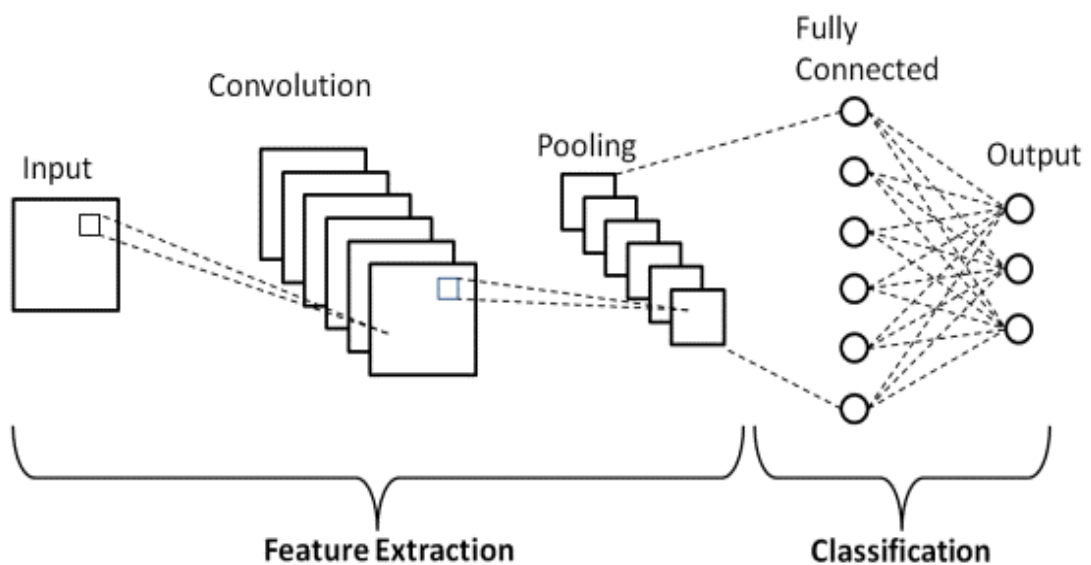 Input
Convolution
Pooling
Fully
Connected
Output
Feature Extraction
Classification